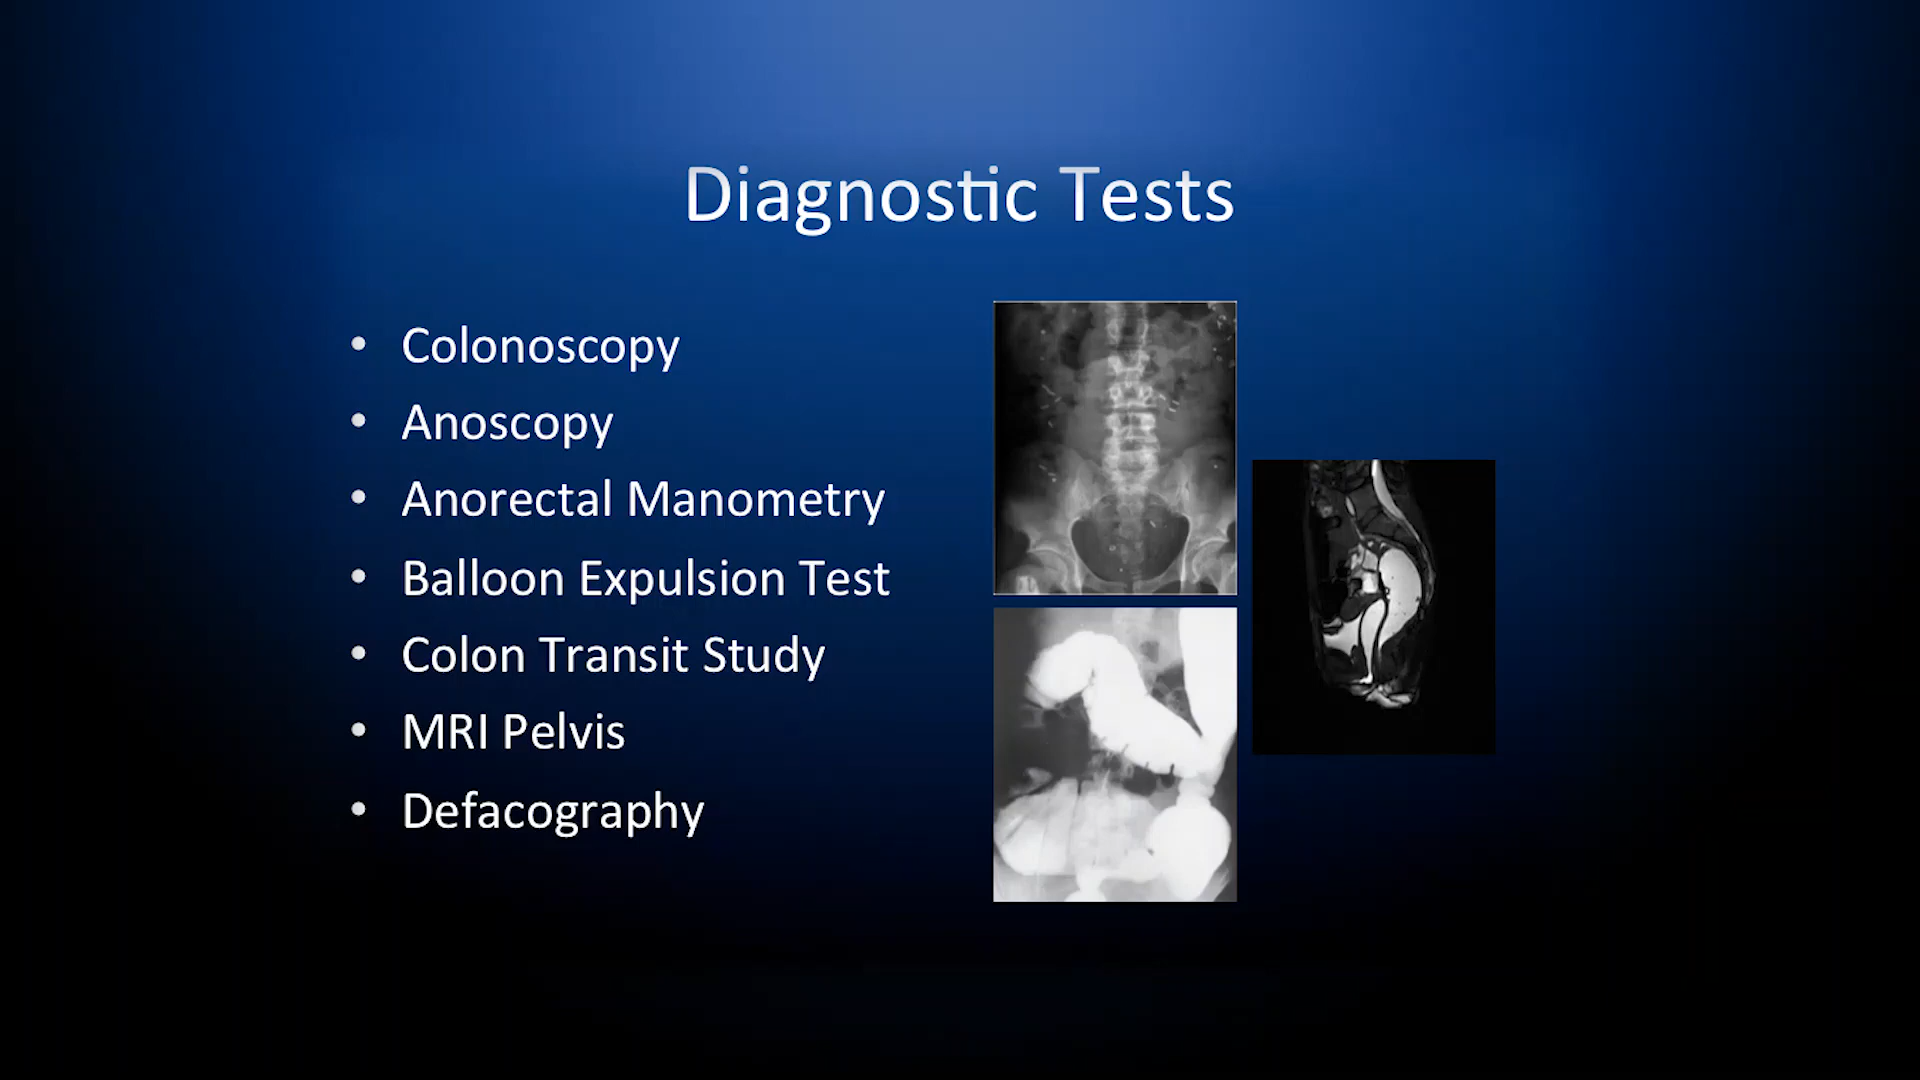 Diagnostic Tests
• Colonoscopy
• Anoscopy
• Anorectal Manometry
• Balloon Expulsion Test
• Colon Transit Study
• MRI Pelvis
• Defacography